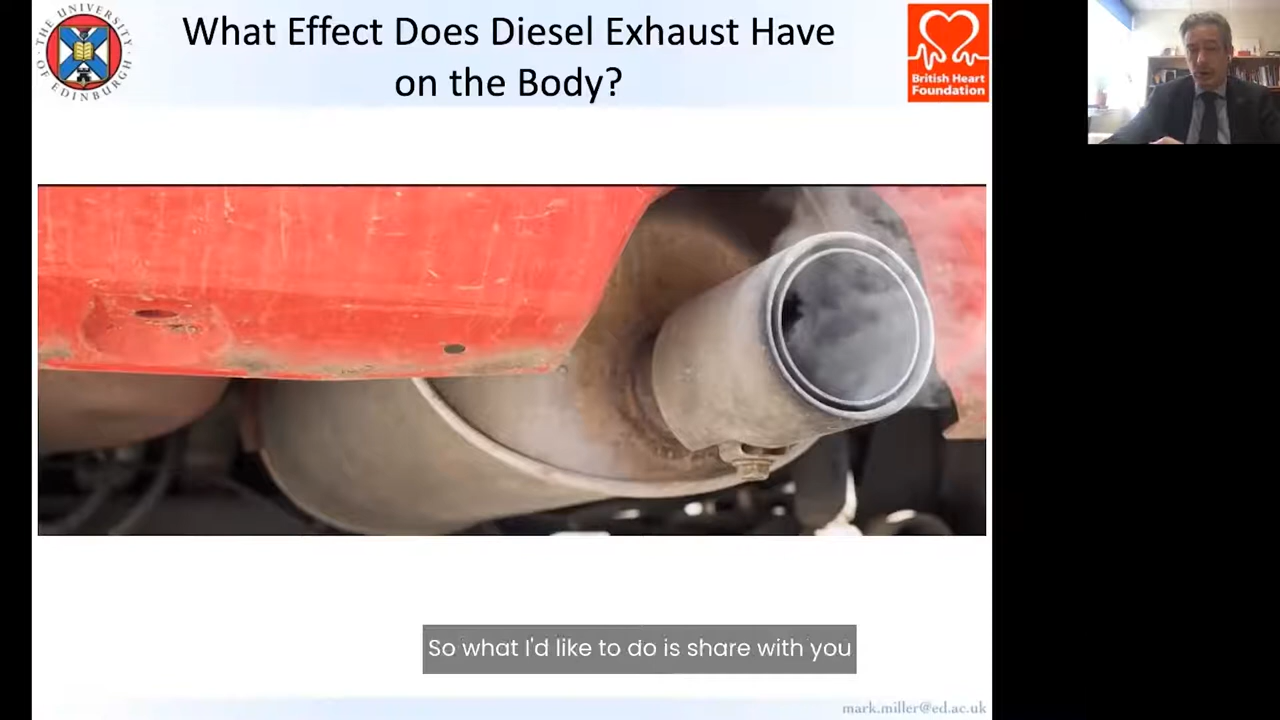 THE UNIVERSITY OF EDINBURGH
What Effect Does Diesel Exhaust Have
on the Body?
British Heart
Foundation
So what I'd like to do is share with you
mark.miller@ed.ac.uk